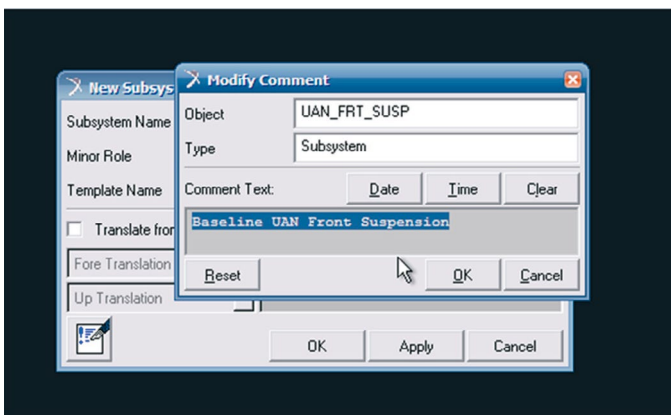 New Subsys
Modify Comment
Subsystem Name
Object
UAN_FRT_SUSP
Minor Role
Type
Subsystem
Template Name
Comment Text:
Date
Time
Clear
Translate fro
Baseline UAN Front Suspension
Fore Translation
Reset
OK
Cancel
Up Translation
OK
Apply
Cancel